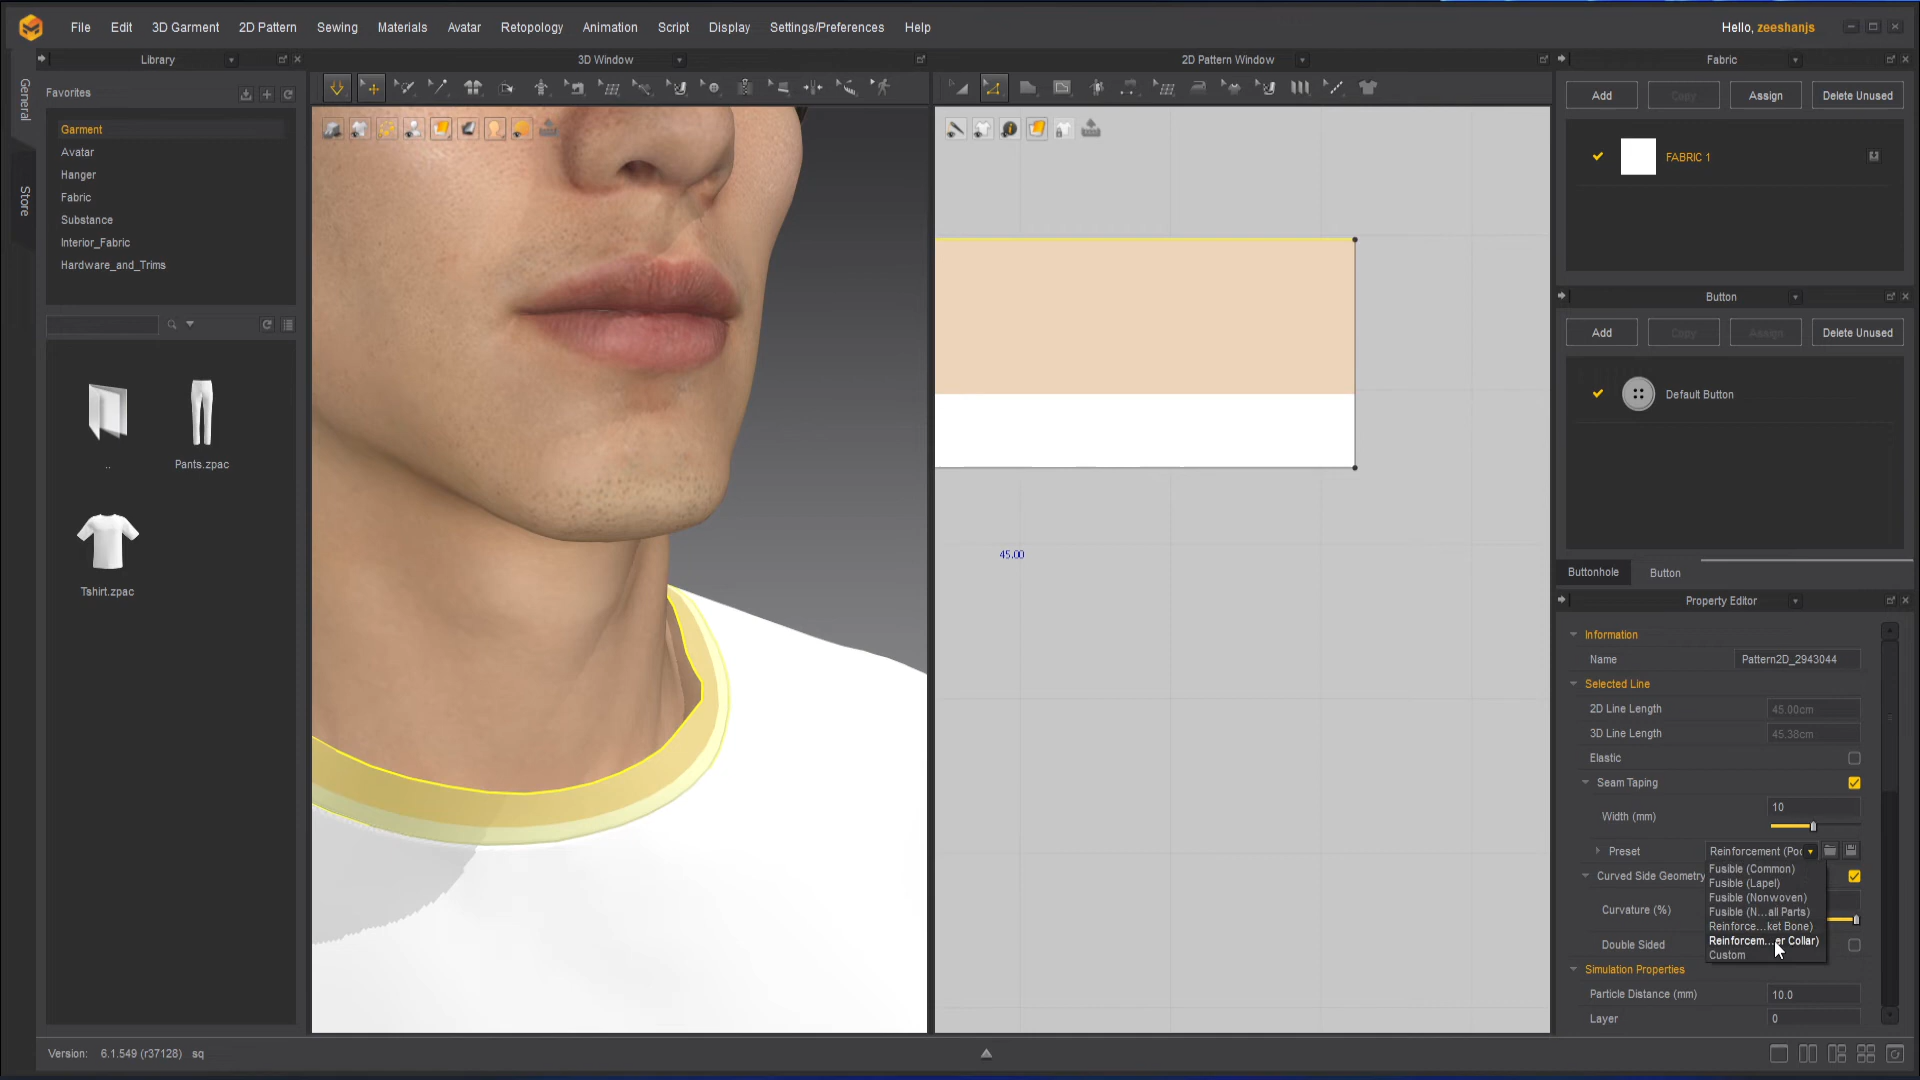 File Edit 3D Garment 2D Pattern Sewing Materials Avatar Retopology Animation Script Display Settings/Preferences Help
Hello, zeeshanjs
General
Store
Library
Favorites
Garment
Avatar
Hanger
Fabric
Substance
Interior_Fabric
Hardware_and_Trims
..
Pants.zpac
Tshirt.zpac
3D Window
2D Pattern Window
45.00
Fabric
Add Copy Assign Delete Unused
FABRIC 1
Button
Add Copy Assign Delete Unused
Default Button
Buttonhole Button
Property Editor
Information
Name Pattern2D_2943044
Selected Line
2D Line Length 45.00cm
3D Line Length 45.38cm
Elastic
Seam Taping
Width (mm) 10
Preset Reinforcement (Poc
Fusible (Common)
Fusible (Lapel)
Fusible (Nonwoven)
Fusible (N...all Parts)
Reinforce...ket Bone)
Reinforcem...er Collar)
Custom
Curved Side Geometry
Curvature (%)
Double Sided
Simulation Properties
Particle Distance (mm) 10.0
Layer 0
Version: 6.1.549 (r37128) sq